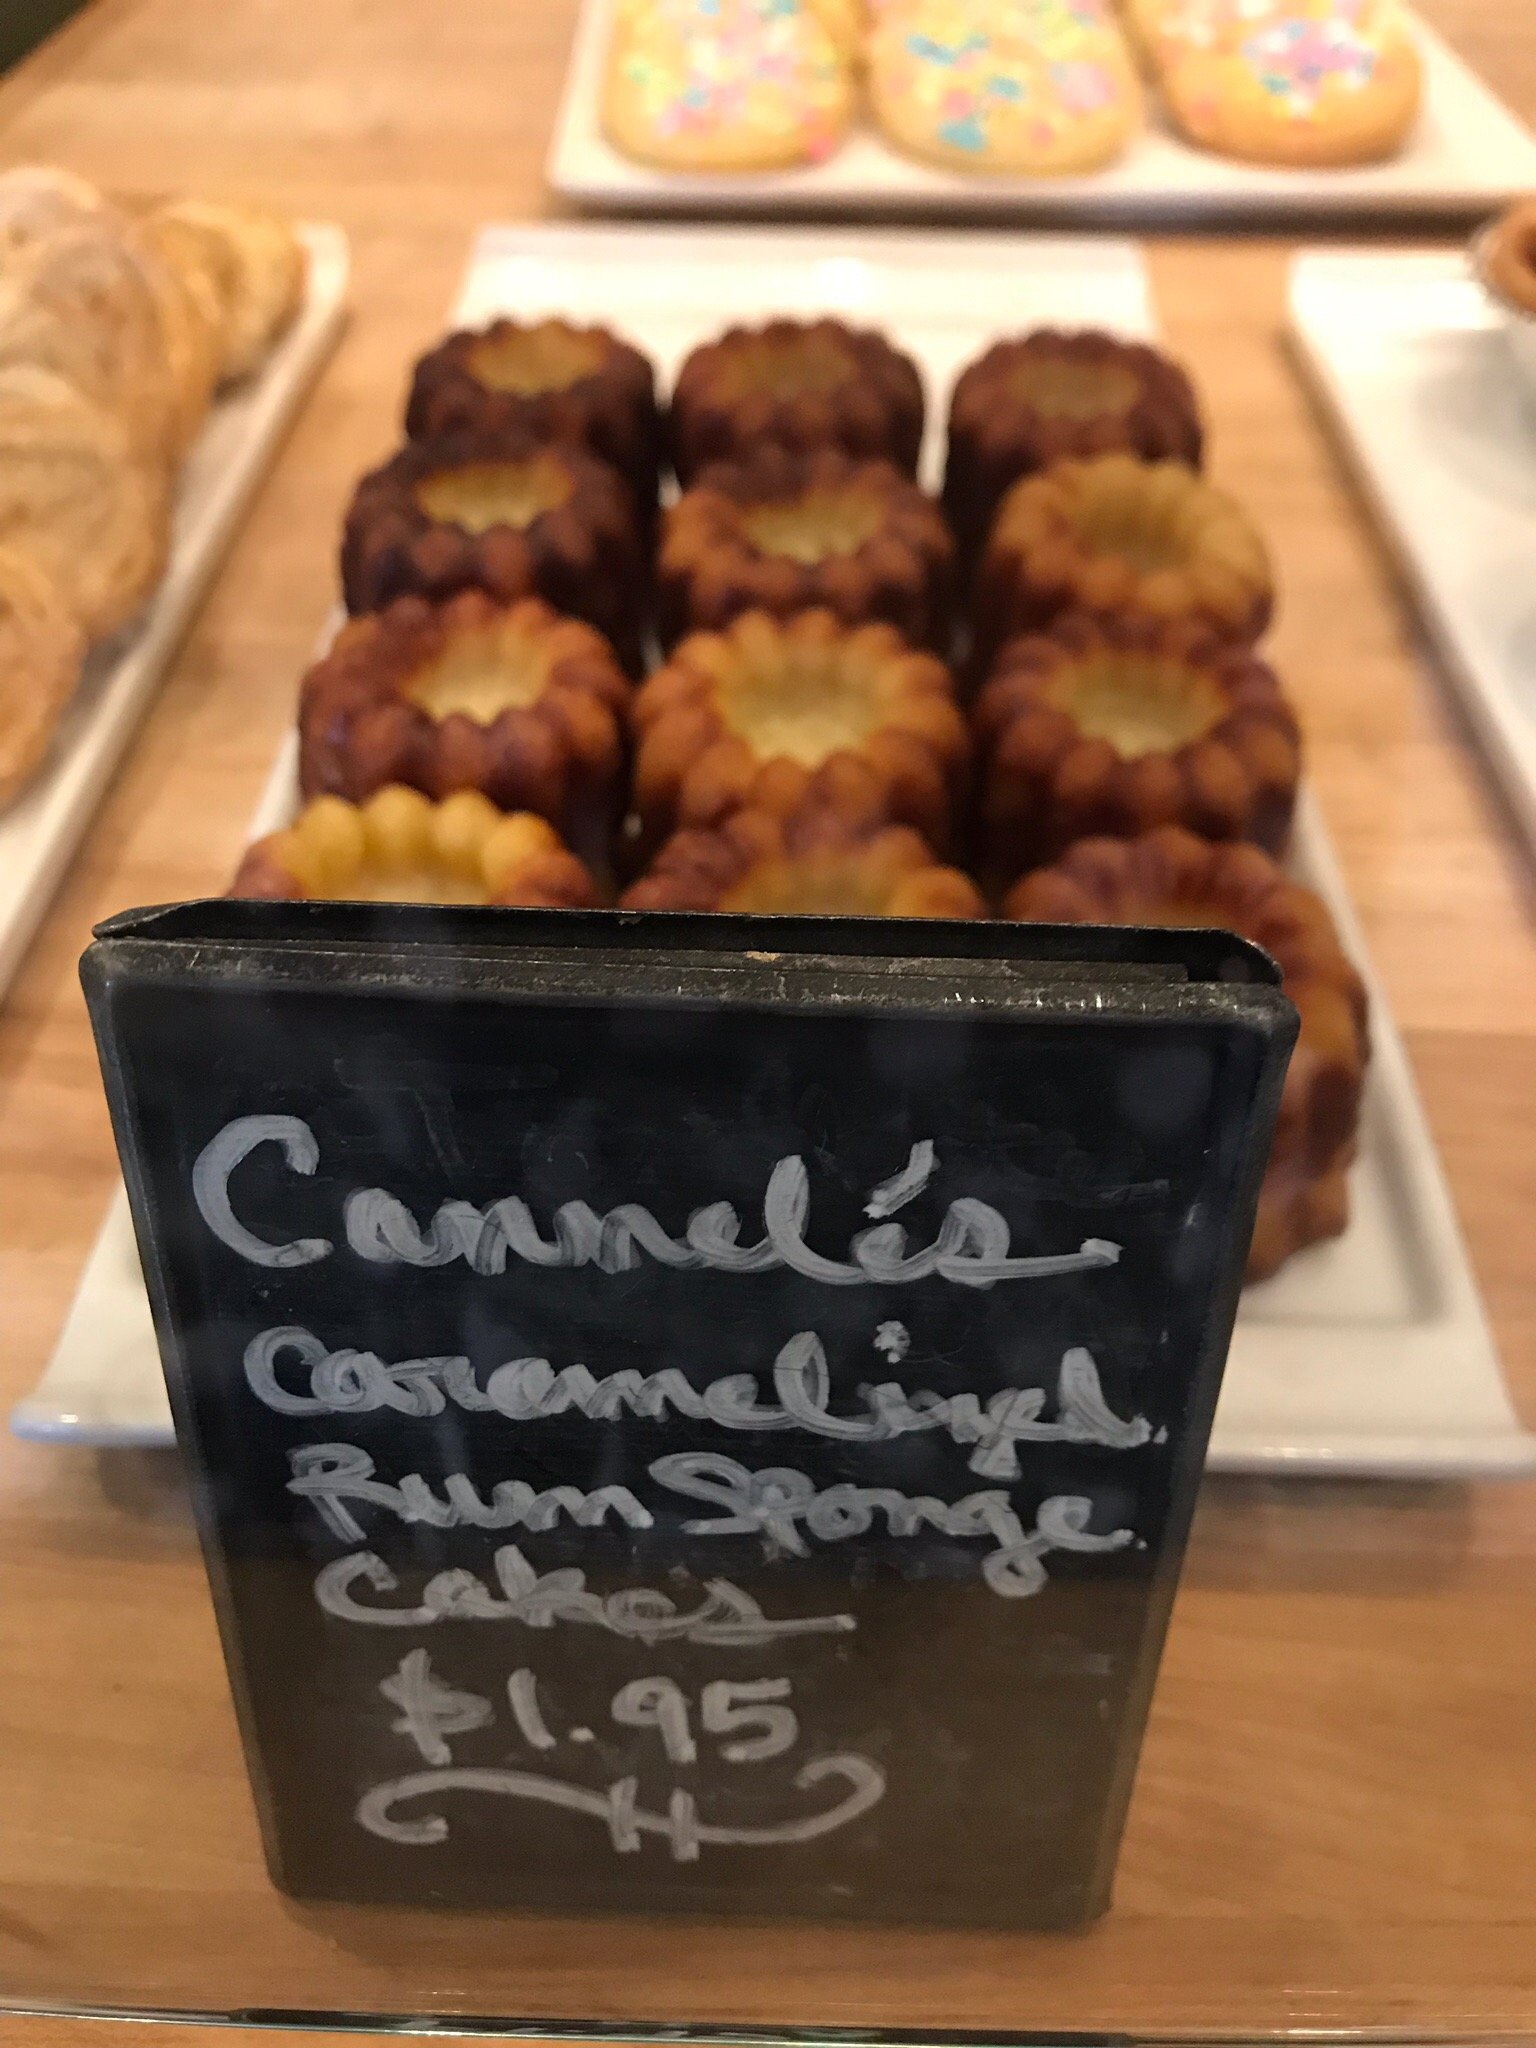 Cannelés
Caramelized
Rum Sponge
Cakes
$1.95